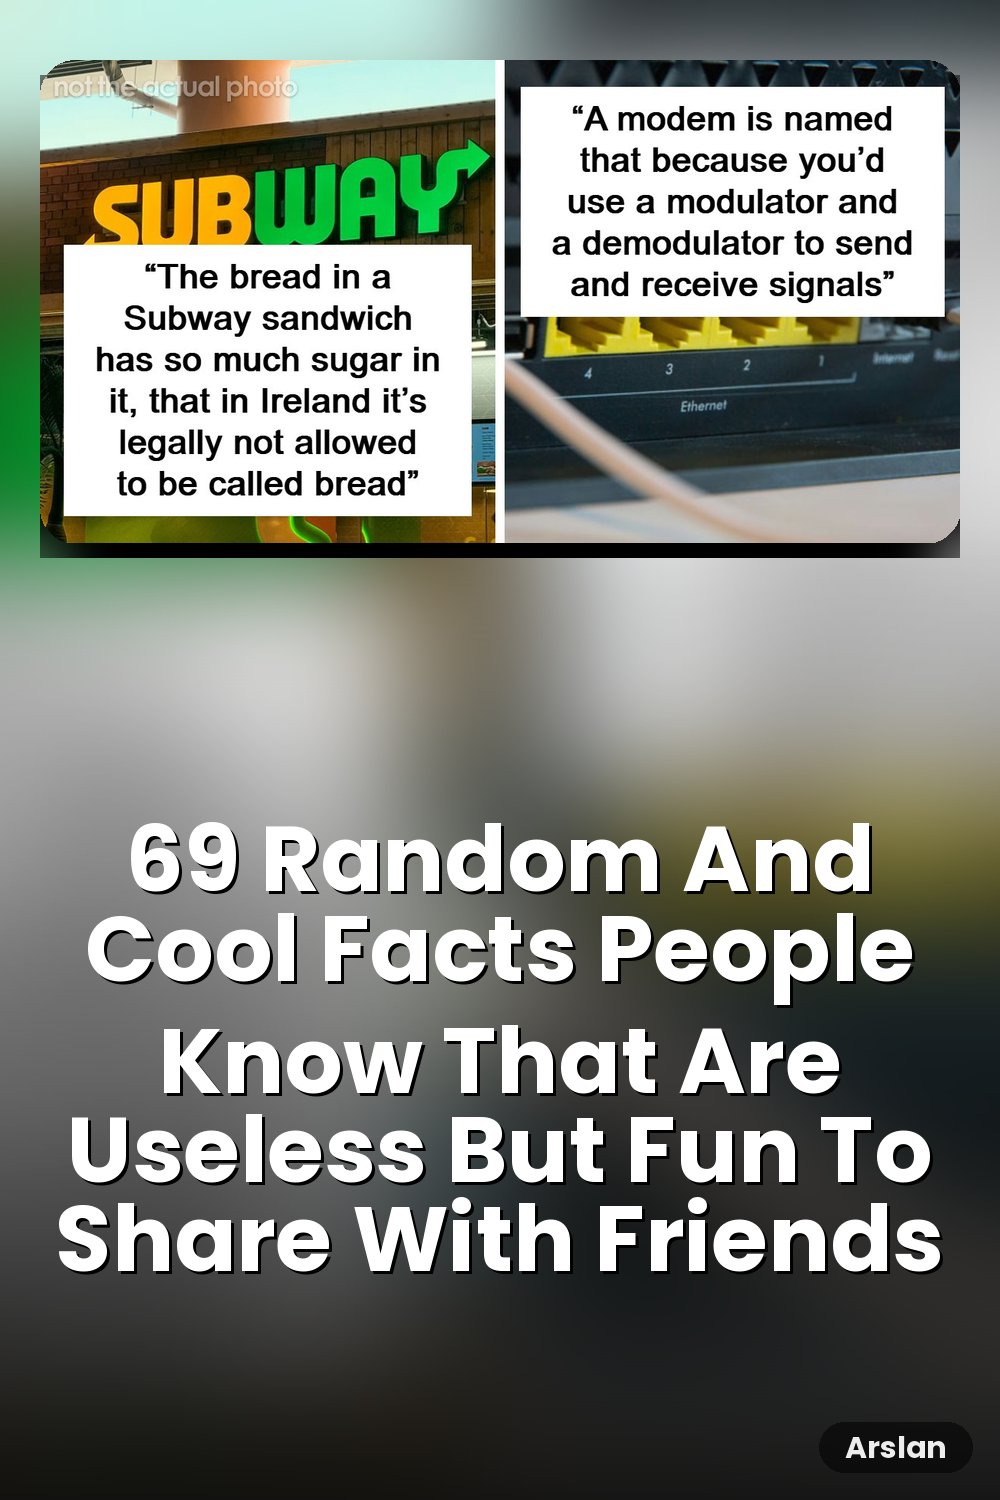 not the actual photo
SUBWAY
“The bread in a
Subway sandwich
has so much sugar in
it, that in Ireland it’s
legally not allowed
to be called bread”
“A modem is named
that because you’d
use a modulator and
a demodulator to send
and receive signals”
4 3 2 1 Internet
Ethernet
69 Random And
Cool Facts People
Know That Are
Useless But Fun To
Share With Friends
Arslan